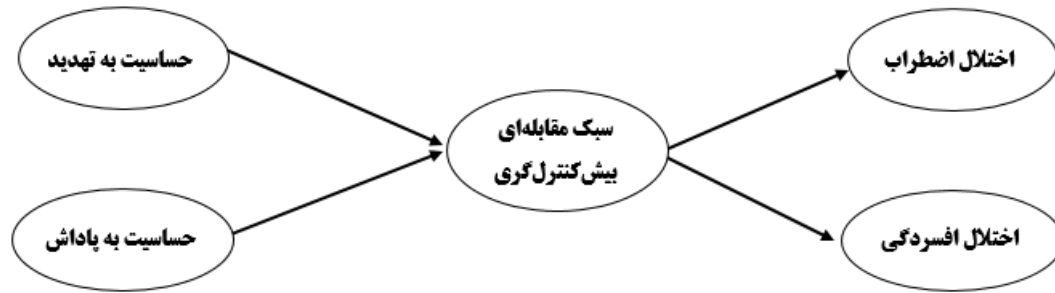 حساسیت به تهدید
حساسیت به پاداش
سبک مقابله‌ای
بیش‌کنترل‌گری
اختلال اضطراب
اختلال افسردگی